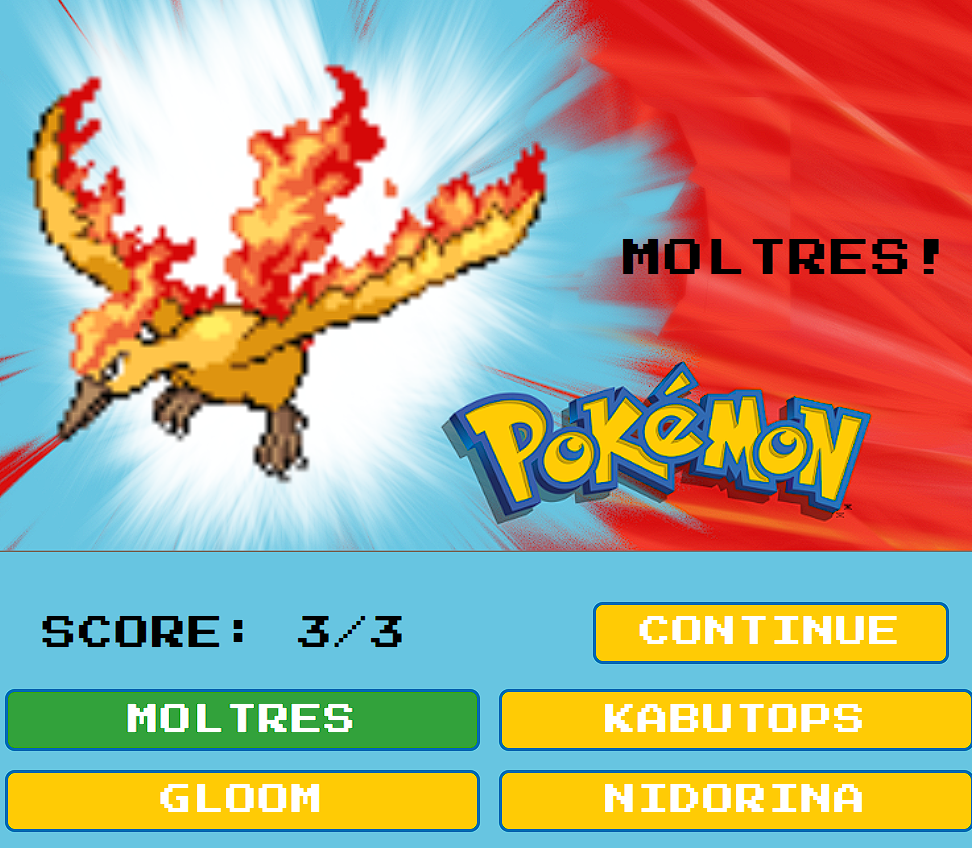 MOLTRES!
POKéMON
SCORE: 3/3
CONTINUE
MOLTRES
KABUTOPS
GLOOM
NIDORINA